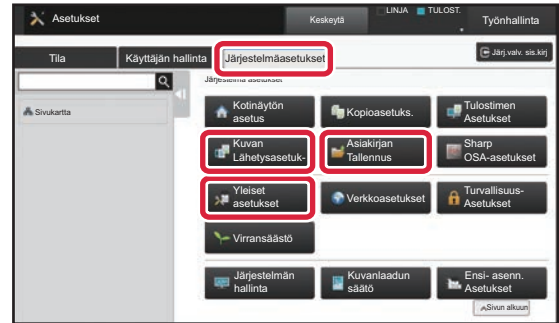 Asetukset
Keskeytä
LINJA
TULOST.
Työnhallinta
Tila
Käyttäjän hallinta
Järjestelmäasetukset
Järj.valv. sis.kirj
Järjestelmä asetukset
Sivukartta
Kotinäytön
asetus
Kopioasetuks.
Tulostimen
Asetukset
Kuvan
Lähetysasetuk-
Asiakirjan
Tallennus
Sharp
OSA-asetukset
Yleiset
asetukset
Verkkoasetukset
Turvallisuus-
Asetukset
Virransäästö
Järjestelmän
hallinta
Kuvanlaadun
säätö
Ensi- asenn.
Asetukset
Sivun alkuun